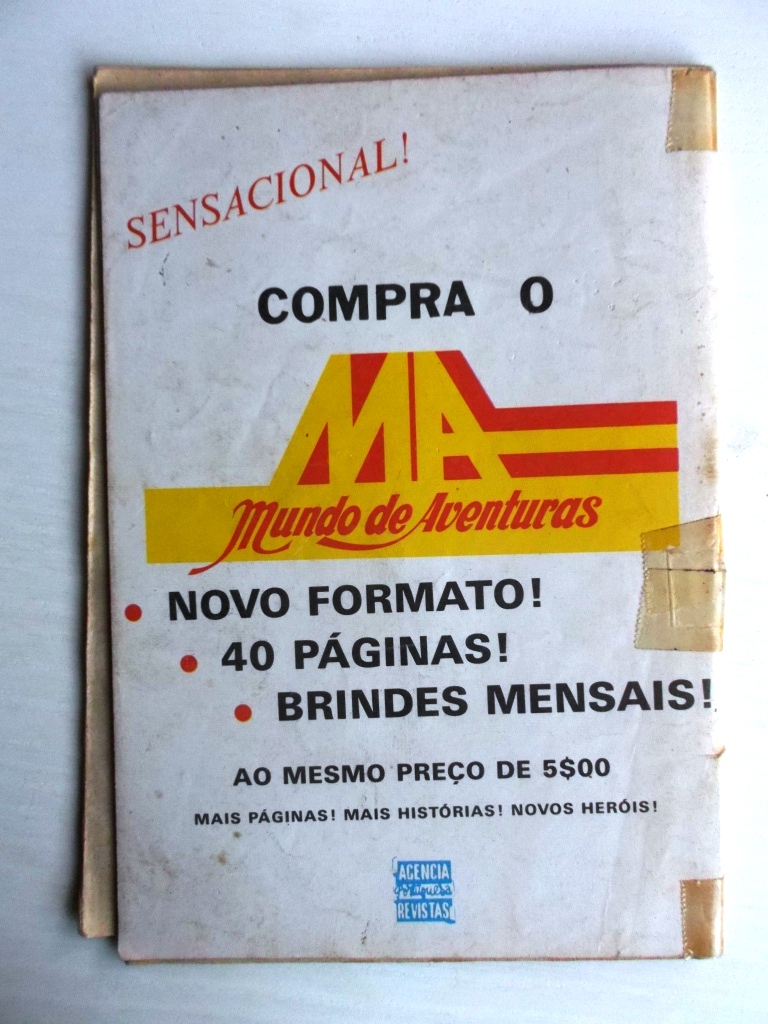 SENSACIONAL!
COMPRA O
MA
Mundo de Aventuras
• NOVO FORMATO!
• 40 PÁGINAS!
• BRINDES MENSAIS!
AO MESMO PREÇO DE 5$00
MAIS PÁGINAS! MAIS HISTÓRIAS! NOVOS HERÓIS!
AGENCIA
Portuguesa
REVISTAS